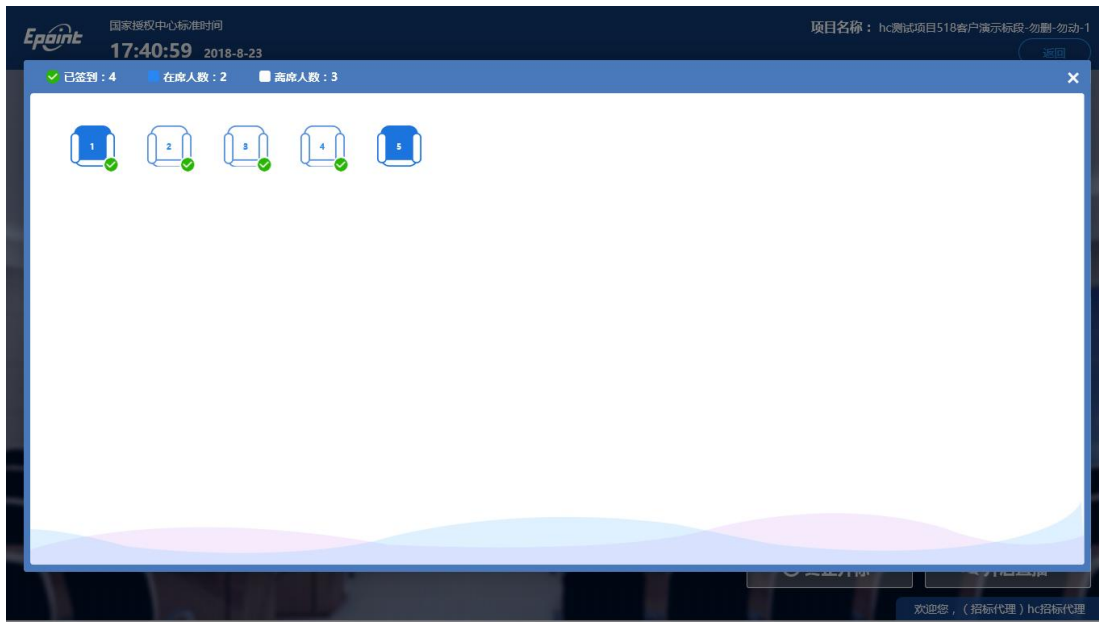 Epoint
国家授权中心标准时间
17:40:59 2018-8-23
项目名称： hc测试项目518客户演示标段-勿删-勿动-1
返回
已签到：4 在席人数：2 离席人数：3
1 2 3 4 5
欢迎您，（招标代理）hc招标代理